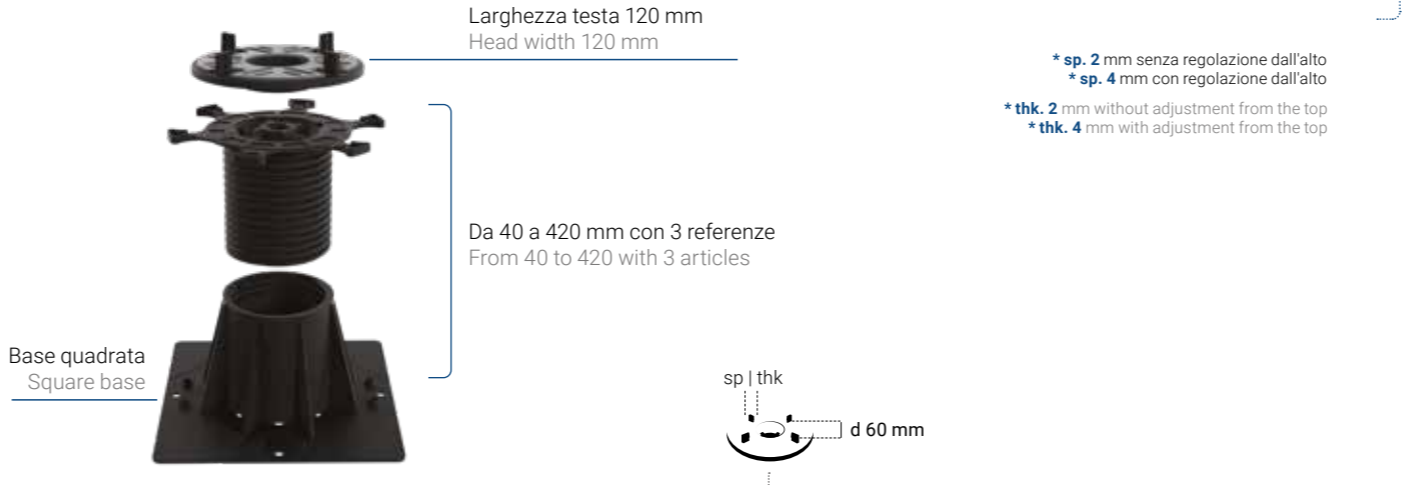 Larghezza testa 120 mm
Head width 120 mm
* sp. 2 mm senza regolazione dall'alto
* sp. 4 mm con regolazione dall'alto
* thk. 2 mm without adjustment from the top
* thk. 4 mm with adjustment from the top
Da 40 a 420 mm con 3 referenze
From 40 to 420 with 3 articles
Base quadrata
Square base
sp | thk
d 60 mm